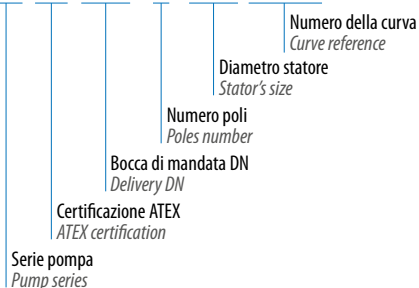 Numero della curva
Curve reference
Diametro statore
Stator's size
Numero poli
Poles number
Bocca di mandata DN
Delivery DN
Certificazione ATEX
ATEX certification
Serie pompa
Pump series